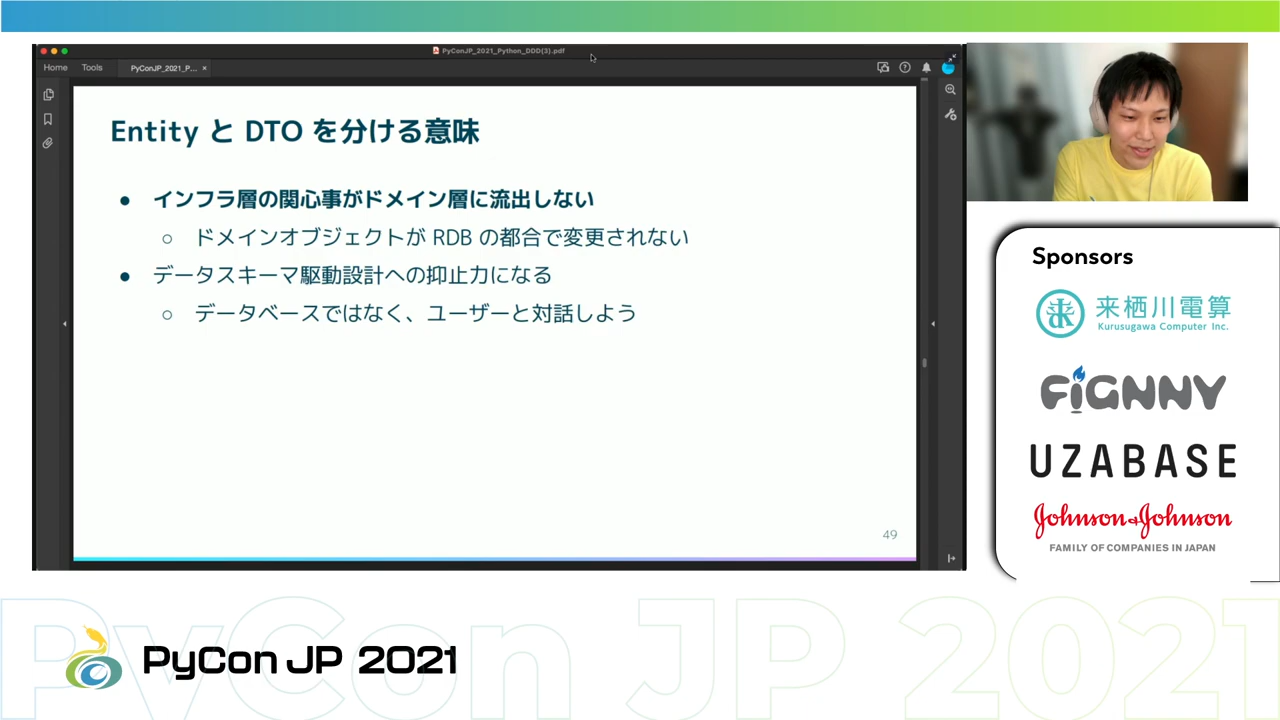 PyConJP_2021_Python_DDD(3).pdf
Home Tools PyConJP_2021_P... ×
Entity と DTO を分ける意味
● インフラ層の関心事がドメイン層に流出しない
○ ドメインオブジェクトが RDB の都合で変更されない
● データスキーマ駆動設計への抑止力になる
○ データベースではなく、ユーザーと対話しよう
49
Sponsors
来栖川電算
Kurusugawa Computer Inc.
FiGNNY
UZABASE
Johnson & Johnson
FAMILY OF COMPANIES IN JAPAN
PyCon JP 2021
PyCon JP 2021